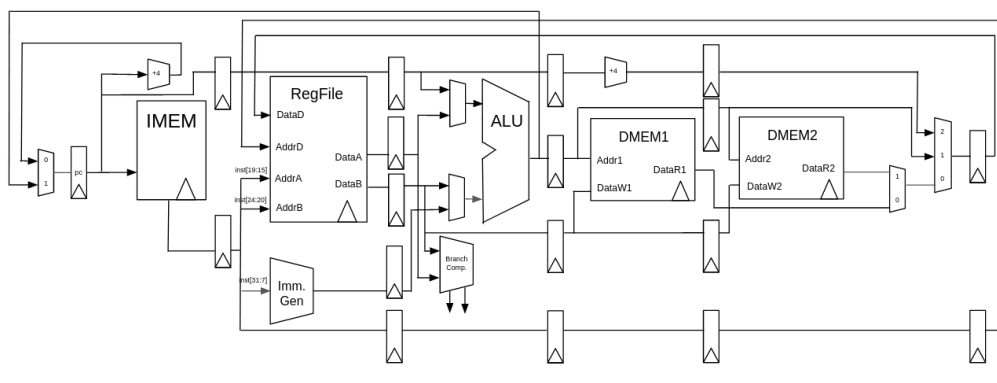 +4
0
1
pc
IMEM
RegFile
DataD
AddrD
inst[19:15]
AddrA
inst[24:20]
AddrB
DataA
DataB
inst[31:7]
Imm.
Gen
ALU
Branch
Comp.
+4
DMEM1
Addr1
DataR1
DataW1
DMEM2
Addr2
DataR2
DataW2
1
0
2
1
0